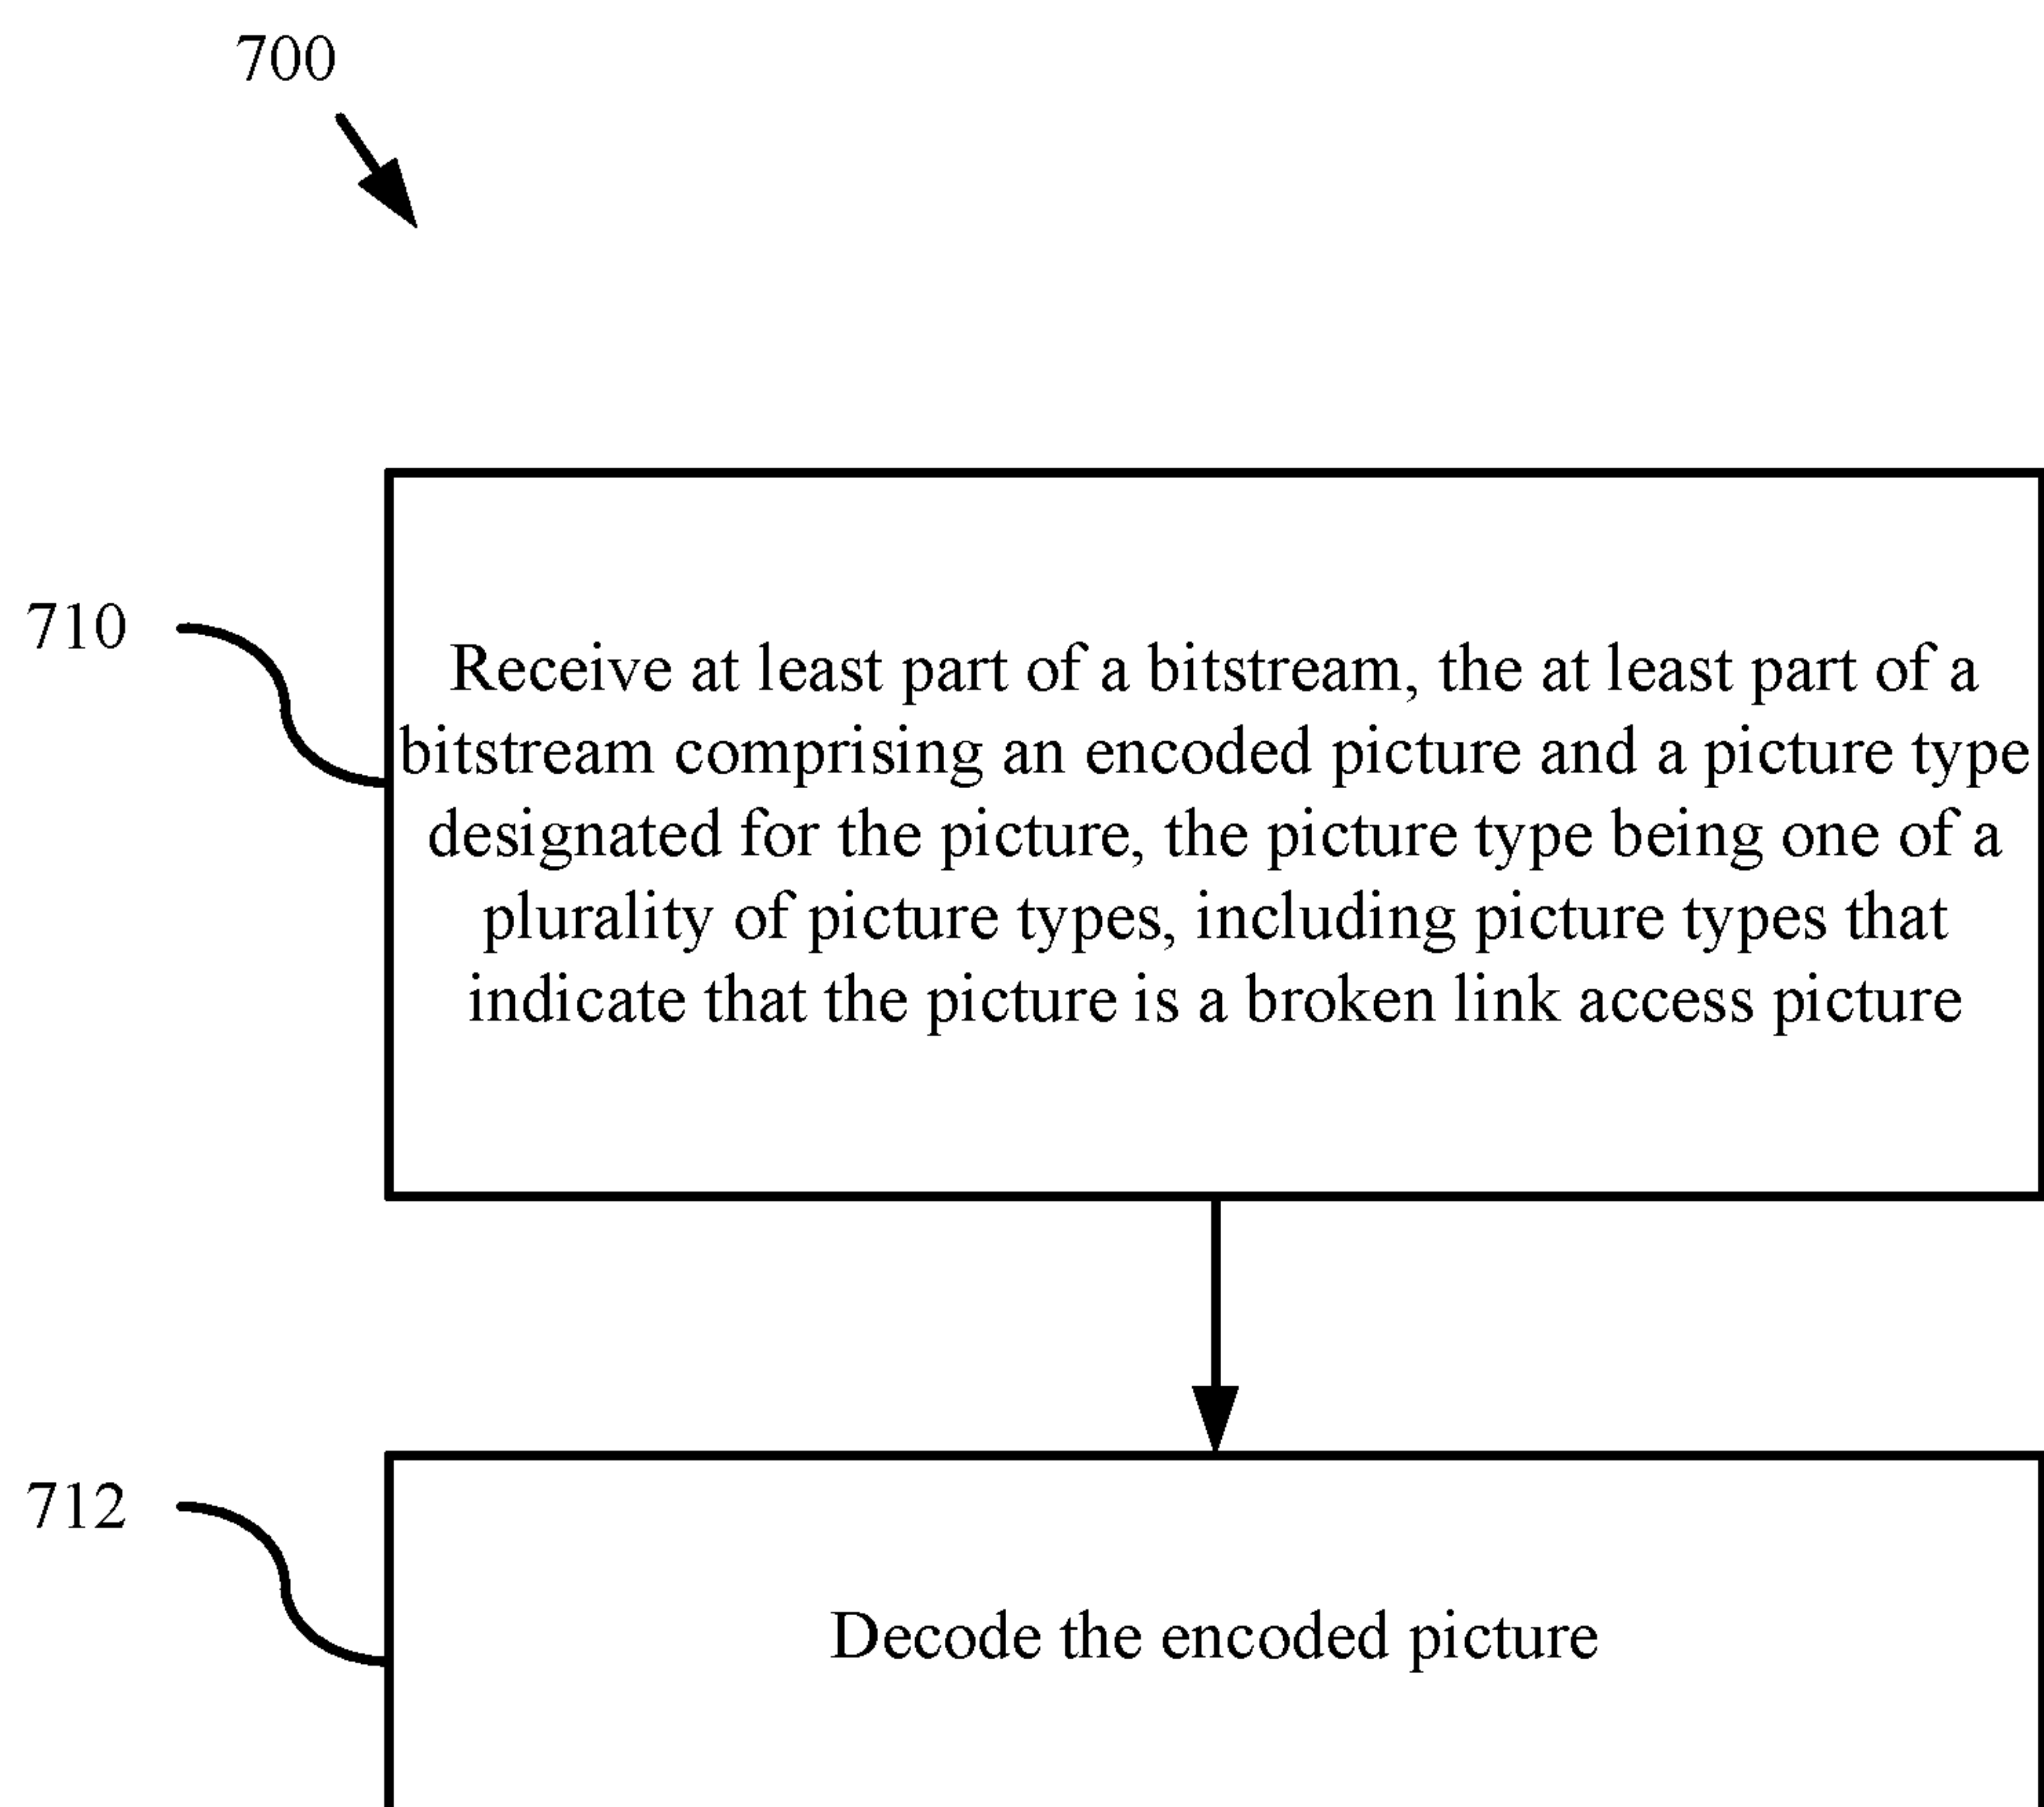 700
710
Receive at least part of a bitstream, the at least part of a
bitstream comprising an encoded picture and a picture type
designated for the picture, the picture type being one of a
plurality of picture types, including picture types that
indicate that the picture is a broken link access picture
712
Decode the encoded picture